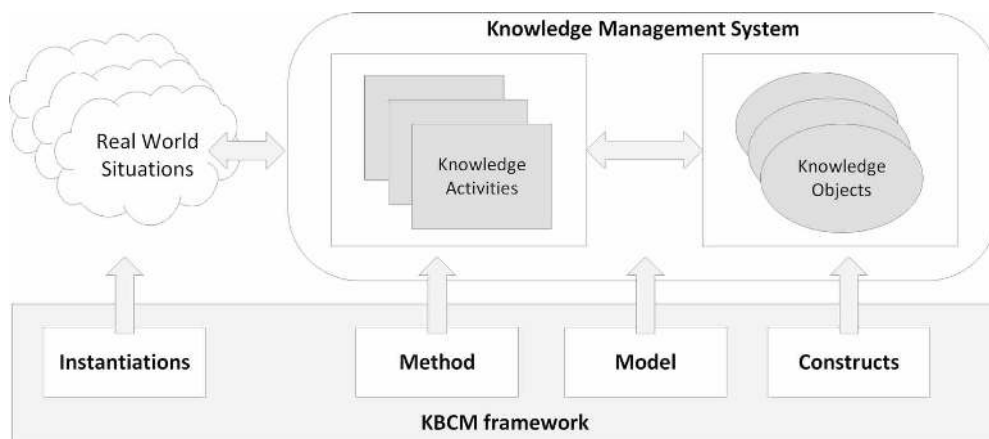 Knowledge Management System
Real World
Situations
Knowledge
Activities
Knowledge
Objects
Instantiations
Method
Model
Constructs
KBCM framework